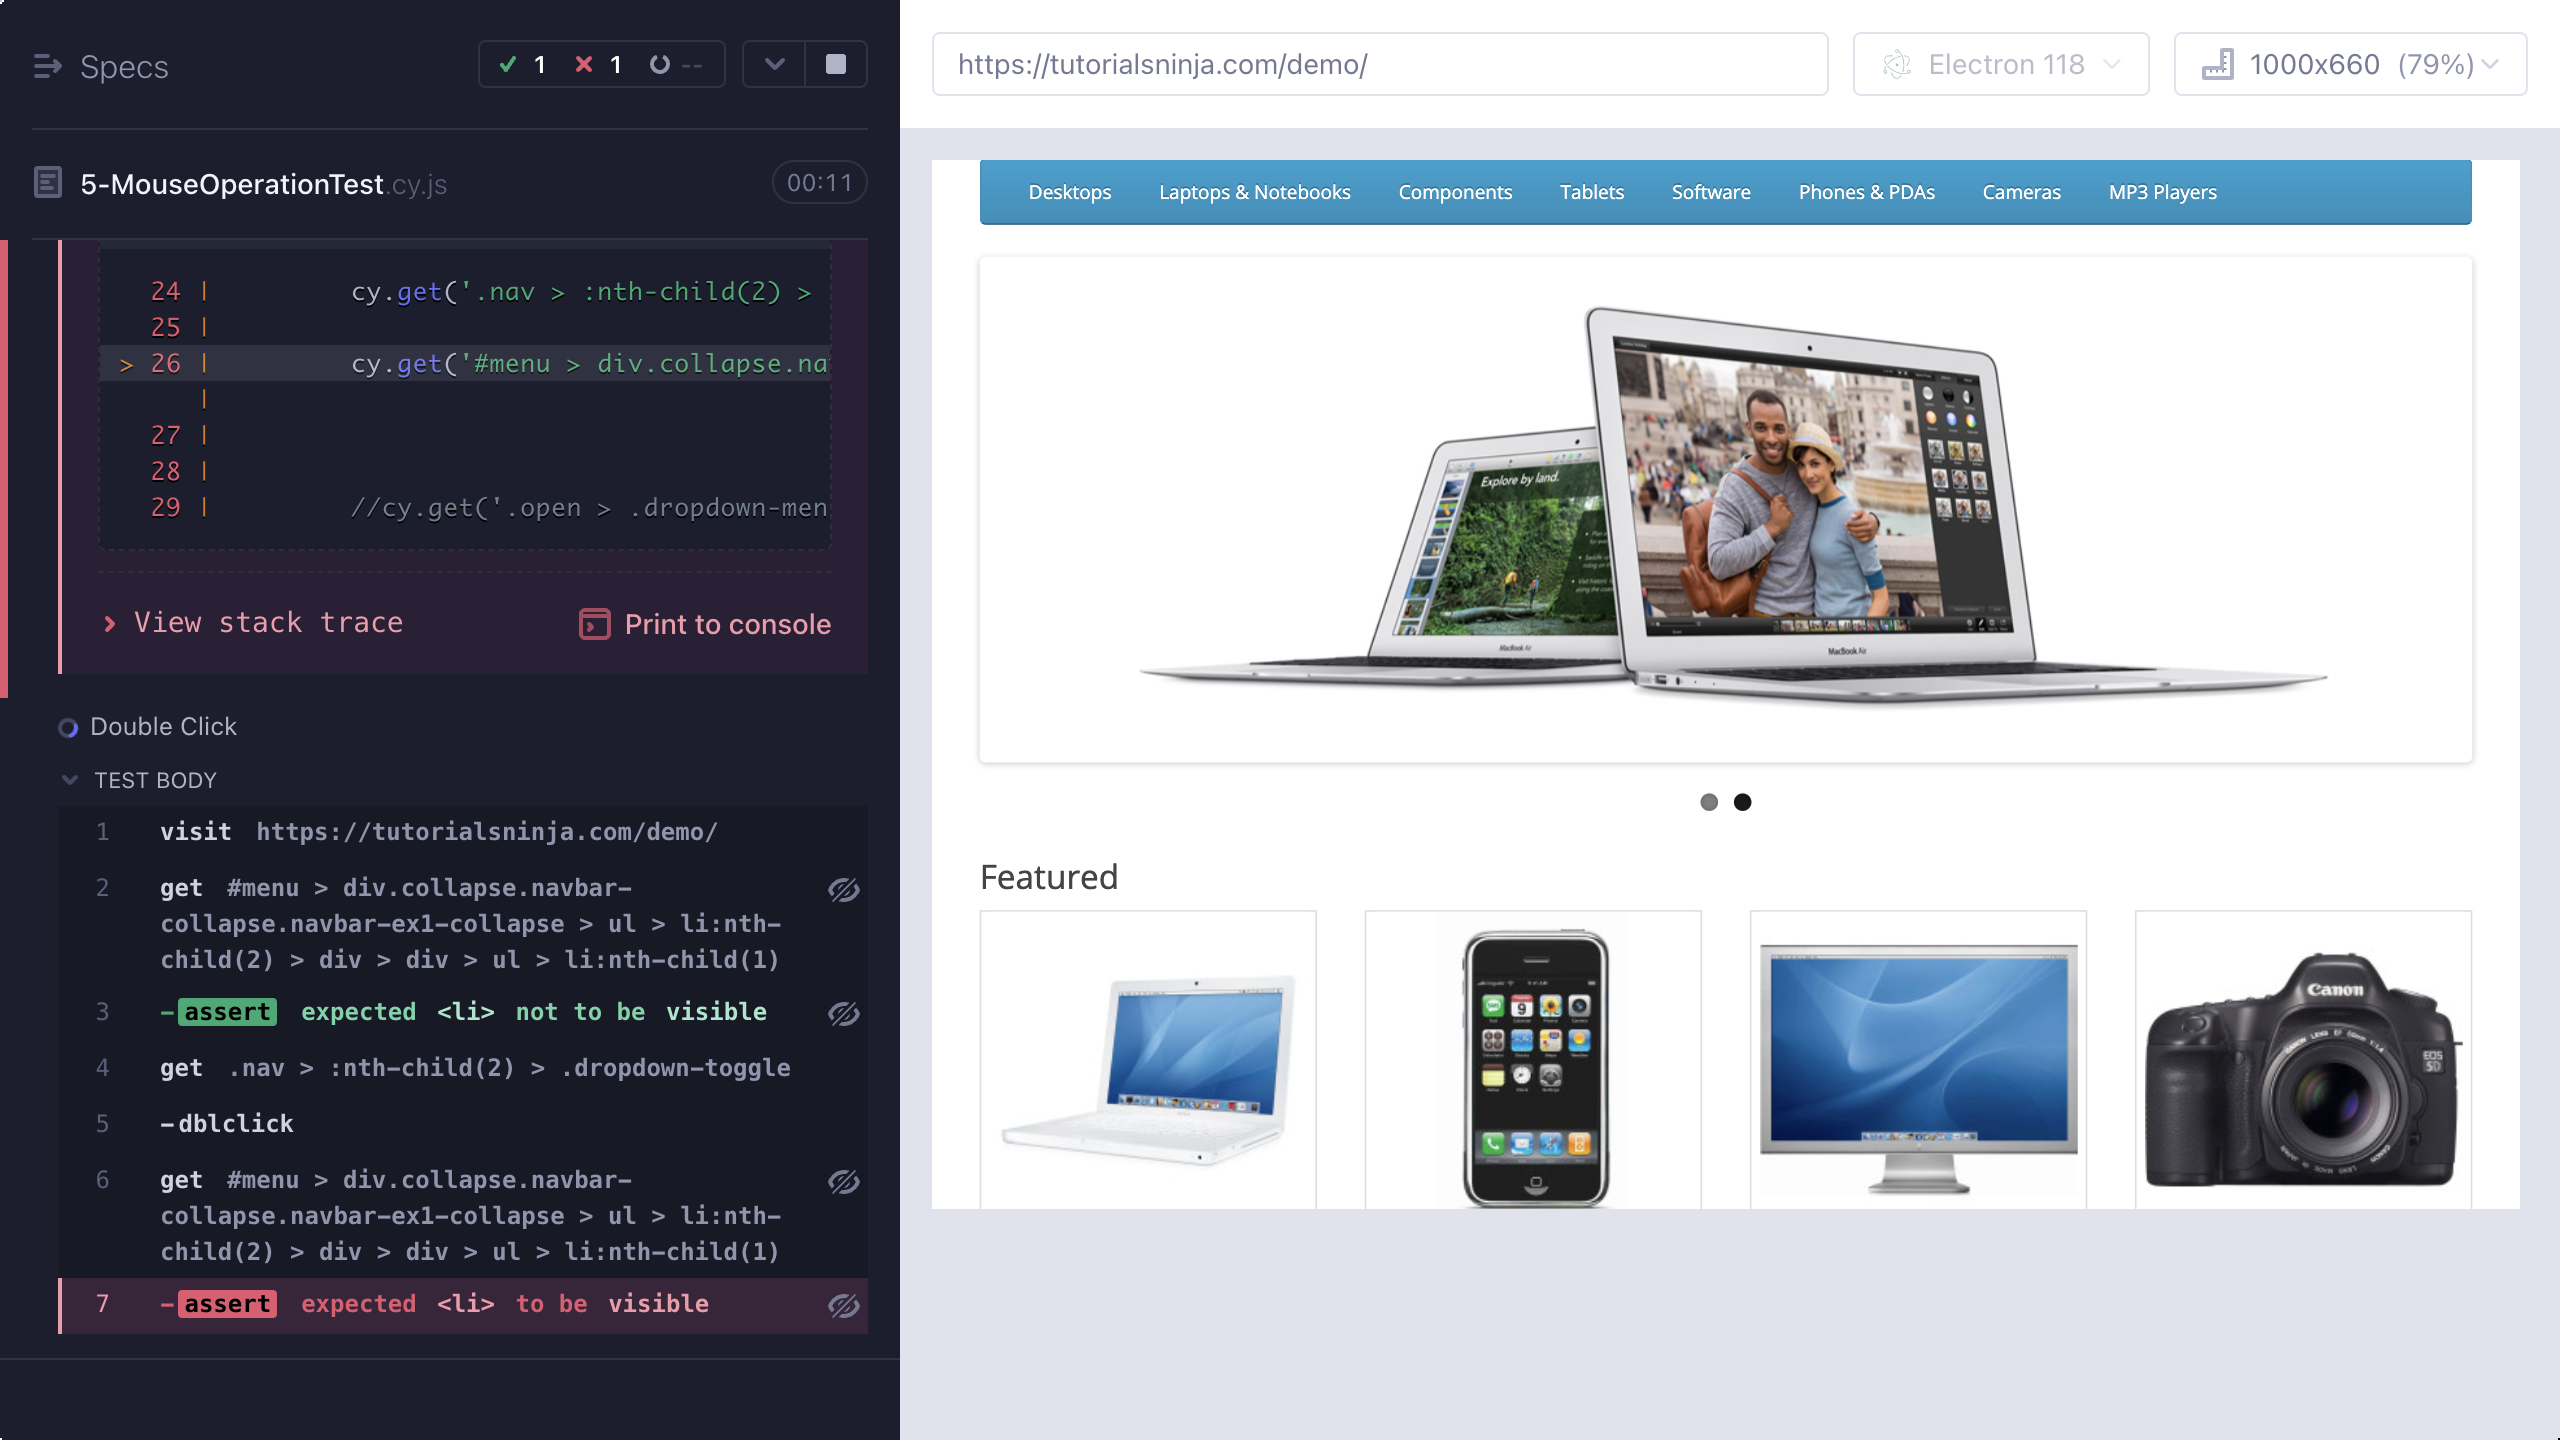 Specs
1 1 --
5-MouseOperationTest.cy.js 00:11
24 | cy.get('.nav > :nth-child(2) >
25 |
> 26 | cy.get('#menu > div.collapse.na
|
27 |
28 |
29 | //cy.get('.open > .dropdown-men
View stack trace Print to console
Double Click
TEST BODY
1 visit https://tutorialsninja.com/demo/
2 get #menu > div.collapse.navbar-
collapse.navbar-ex1-collapse > ul > li:nth-
child(2) > div > div > ul > li:nth-child(1)
3 -assert expected <li> not to be visible
4 get .nav > :nth-child(2) > .dropdown-toggle
5 -dblclick
6 get #menu > div.collapse.navbar-
collapse.navbar-ex1-collapse > ul > li:nth-
child(2) > div > div > ul > li:nth-child(1)
7 -assert expected <li> to be visible
https://tutorialsninja.com/demo/ Electron 118 1000x660 (79%)
Desktops Laptops & Notebooks Components Tablets Software Phones & PDAs Cameras MP3 Players
Explore by land.
MacBook Air
MacBook Air
Featured
9
Canon
EOS
5D